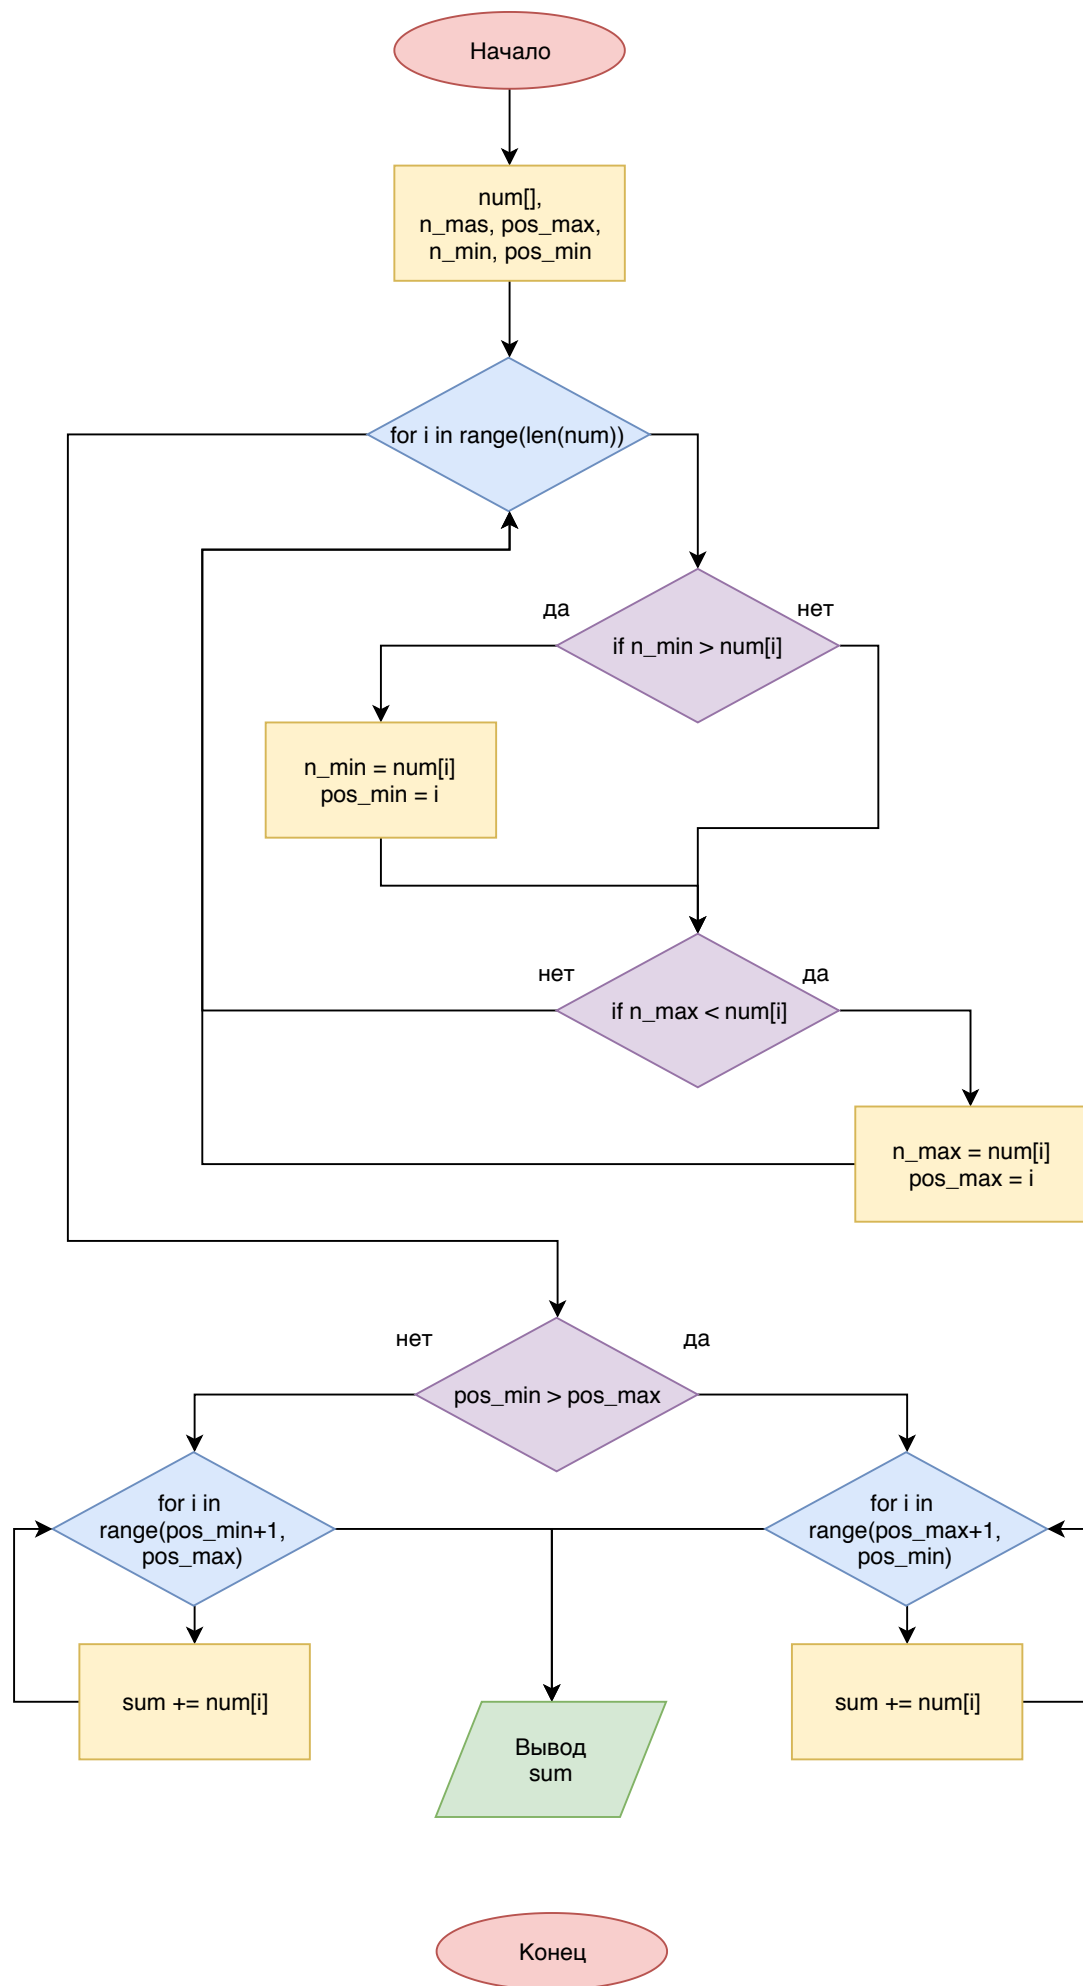 Начало
num[],
n_mas, pos_max,
n_min, pos_min
for i in range(len(num))
да
нет
if n_min > num[i]
n_min = num[i]
pos_min = i
нет
да
if n_max < num[i]
n_max = num[i]
pos_max = i
нет
да
pos_min > pos_max
for i in
range(pos_min+1,
pos_max)
for i in
range(pos_max+1,
pos_min)
sum += num[i]
sum += num[i]
Вывод
sum
Конец